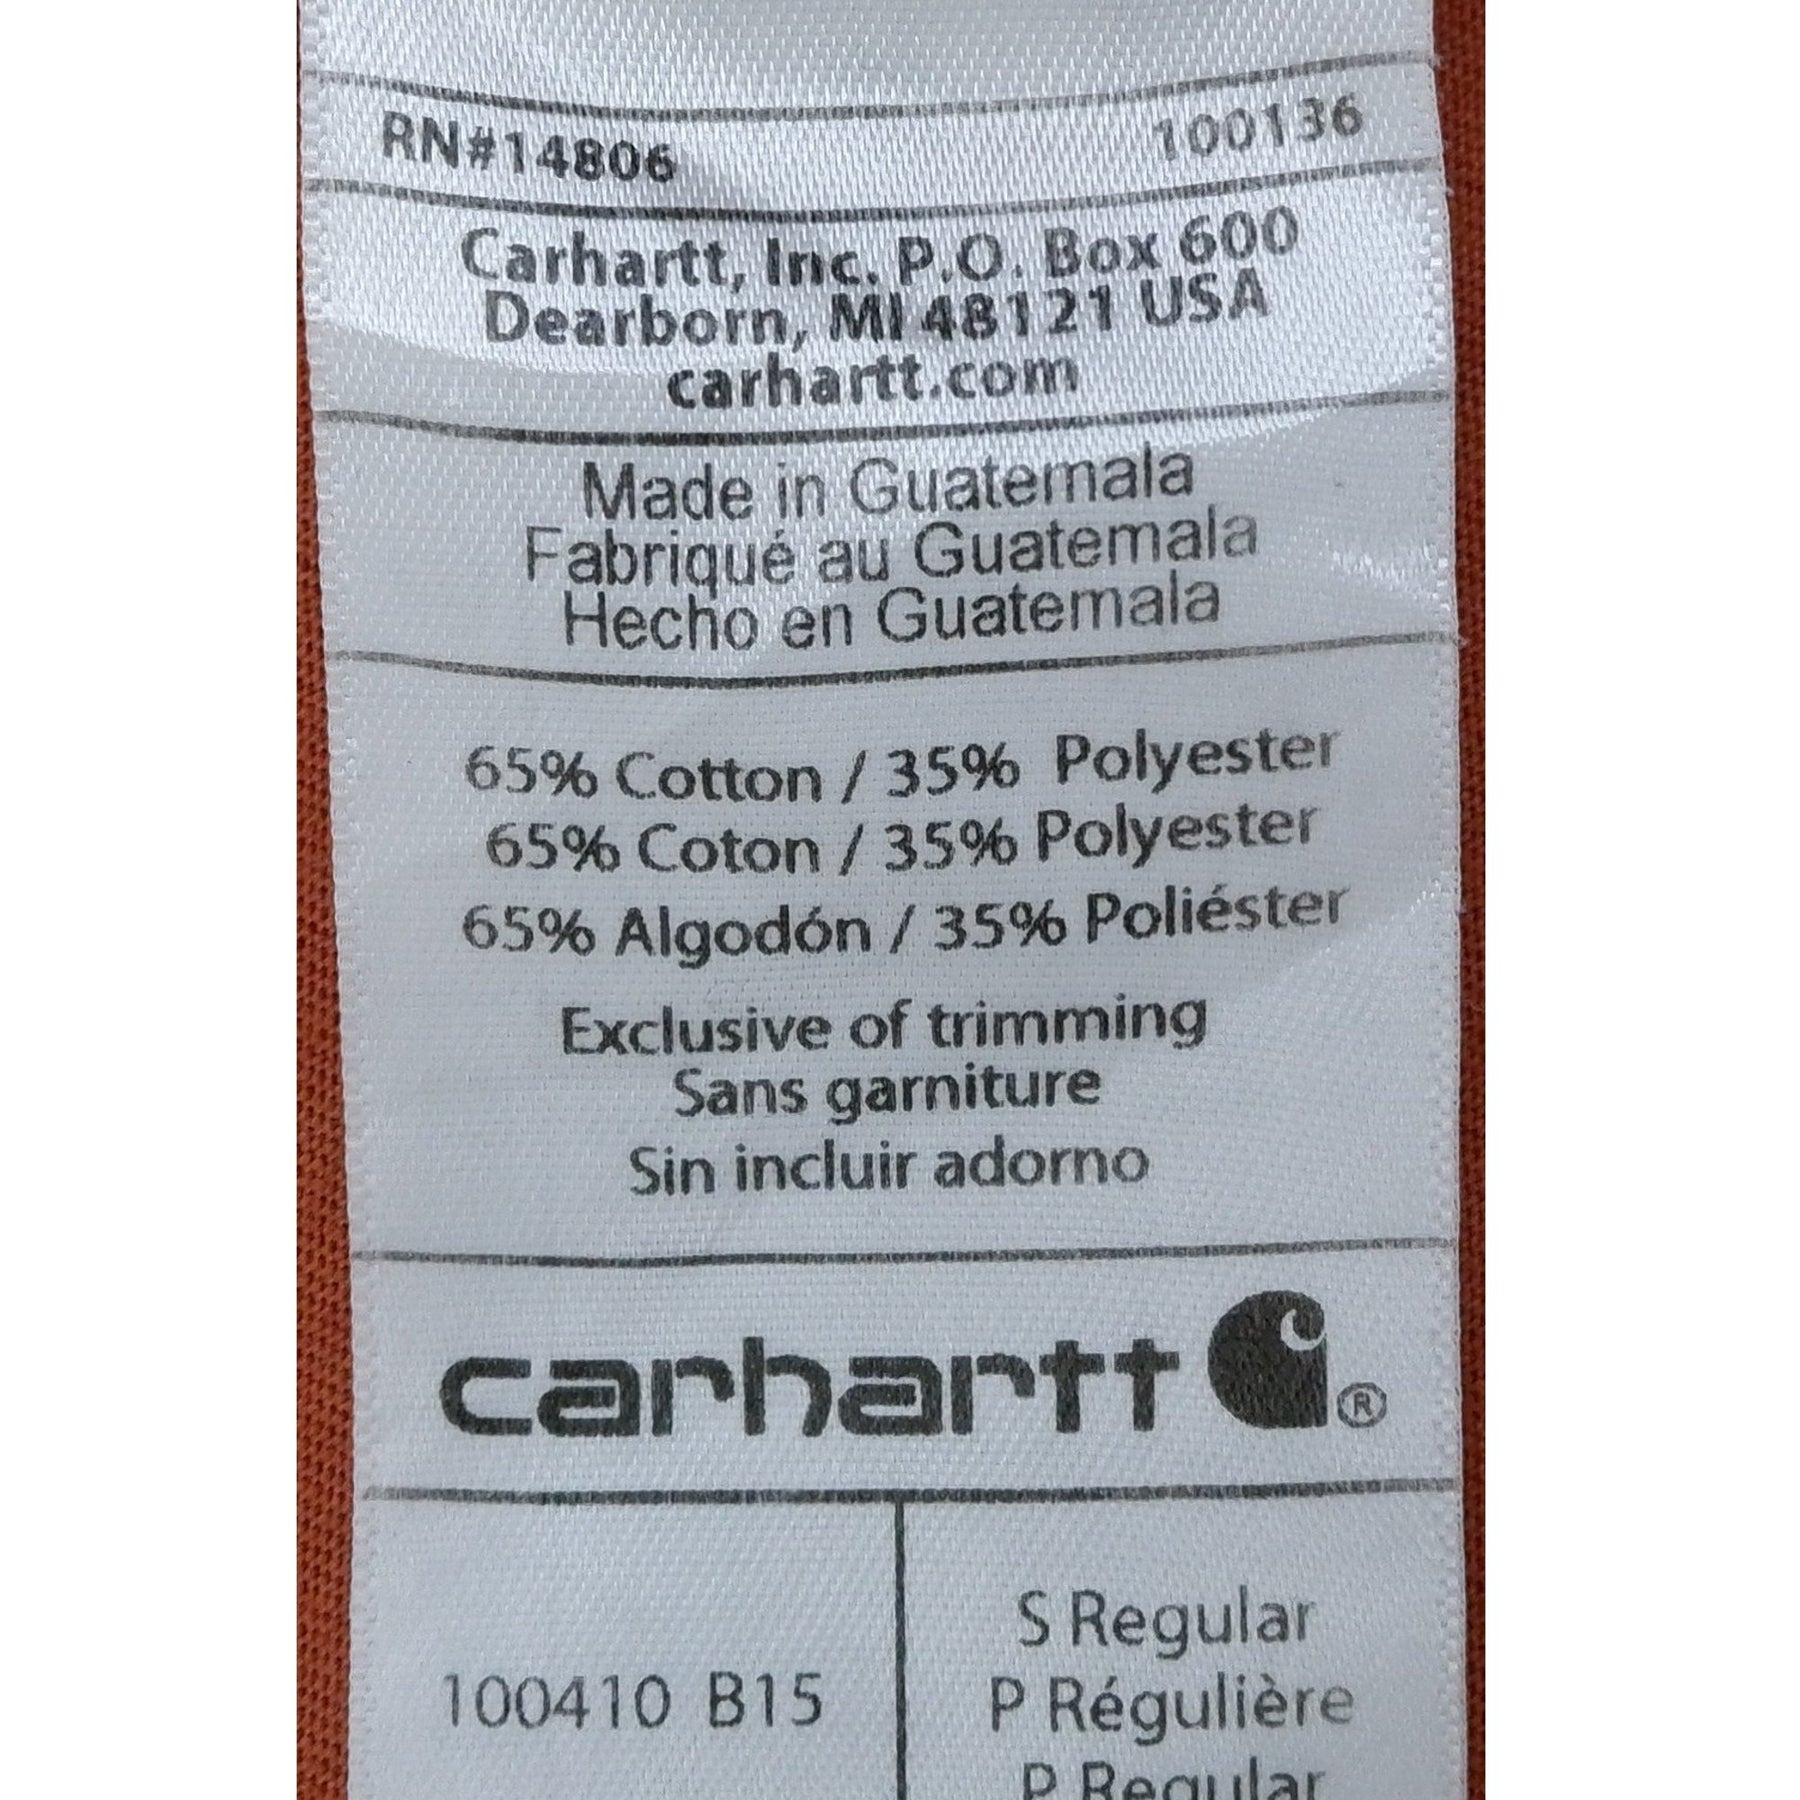 RN#14806 100136
Carhartt, Inc. P.O. Box 600
Dearborn, MI 48121 USA
carhartt.com
Made in Guatemala
Fabriqué au Guatemala
Hecho en Guatemala
65% Cotton / 35% Polyester
65% Coton / 35% Polyester
65% Algodón / 35% Poliéster
Exclusive of trimming
Sans garniture
Sin incluir adorno
carhartt ®
100410 B15
S Regular
P Régulière
P Regular